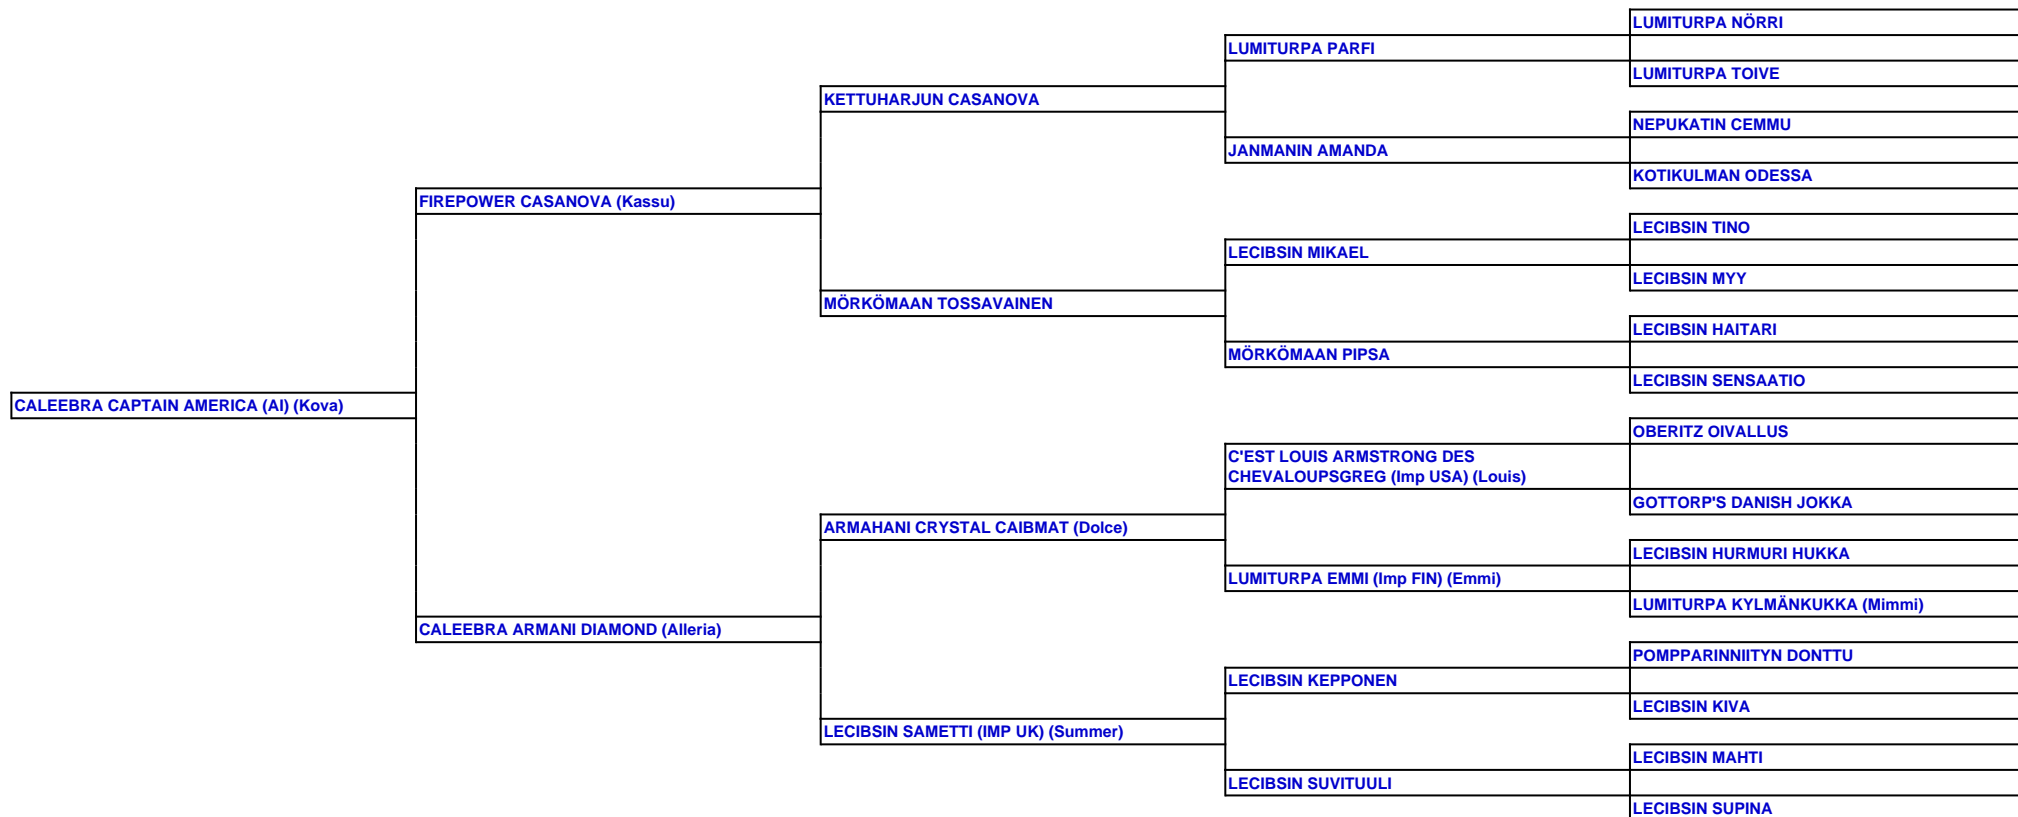 LUMITURPA NÖRRI
LUMITURPA PARFI
LUMITURPA TOIVE
KETTUHARJUN CASANOVA
NEPUKATIN CEMMU
JANMANIN AMANDA
KOTIKULMAN ODESSA
FIREPOWER CASANOVA (Kassu)
LECIBSIN TINO
LECIBSIN MIKAEL
LECIBSIN MYY
MÖRKÖMAAN TOSSAVAINEN
LECIBSIN HAITARI
MÖRKÖMAAN PIPSA
LECIBSIN SENSAATIO
CALEEBRA CAPTAIN AMERICA (AI) (Kova)
OBERITZ OIVALLUS
C'EST LOUIS ARMSTRONG DES
CHEVALOUPSGREG (Imp USA) (Louis)
GOTTORP'S DANISH JOKKA
ARMAHANI CRYSTAL CAIBMAT (Dolce)
LECIBSIN HURMURI HUKKA
LUMITURPA EMMI (Imp FIN) (Emmi)
LUMITURPA KYLMÄNKUKKA (Mimmi)
CALEEBRA ARMANI DIAMOND (Alleria)
POMPPARINNIITYN DONTTU
LECIBSIN KEPPONEN
LECIBSIN KIVA
LECIBSIN SAMETTI (IMP UK) (Summer)
LECIBSIN MAHTI
LECIBSIN SUVITUULI
LECIBSIN SUPINA